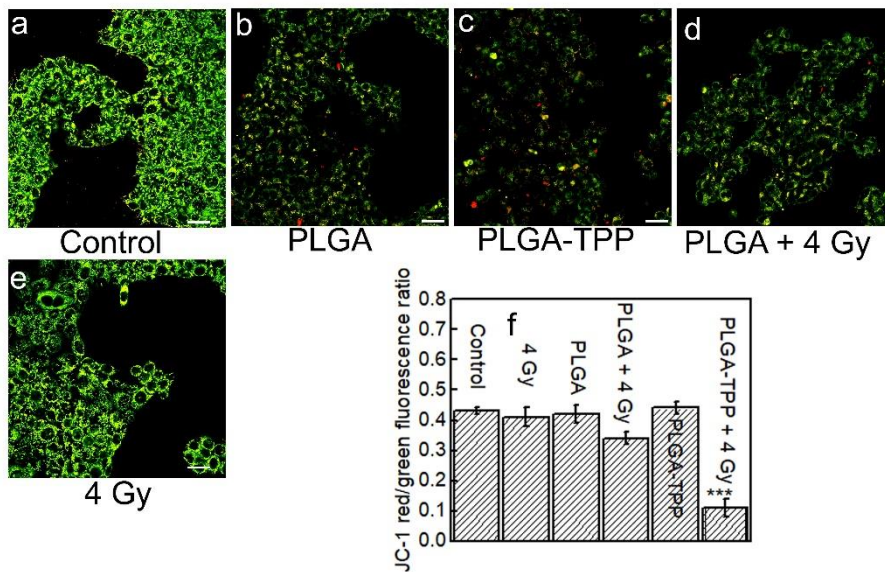 a
b
c
d
Control
PLGA
PLGA-TPP
PLGA + 4 Gy
e
4 Gy
f
JC-1 red/green fluorescence ratio
0.8
0.7
0.6
0.5
0.4
0.3
0.2
0.1
0.0
Control
4 Gy
PLGA
PLGA + 4 Gy
PLGA-TPP
PLGA-TPP + 4 Gy
***